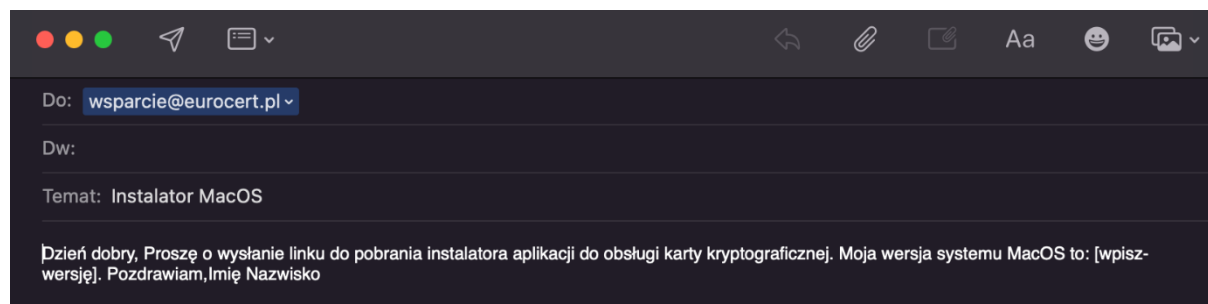 Aa
Do: wsparcie@eurocert.pl
Dw:
Temat: Instalator MacOS
Dzień dobry, Proszę o wysłanie linku do pobrania instalatora aplikacji do obsługi karty kryptograficznej. Moja wersja systemu MacOS to: [wpisz-
wersję]. Pozdrawiam,Imię Nazwisko